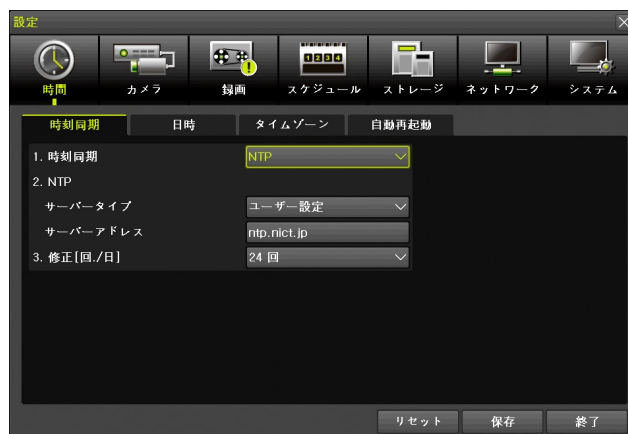 設定
1 2 3 4
時間 カメラ 録画 スケジュール ストレージ ネットワーク システム
時刻同期 日時 タイムゾーン 自動再起動
1. 時刻同期 NTP
2. NTP
サーバータイプ ユーザー設定
サーバーアドレス ntp.nict.jp
3. 修正[回./日] 24 回
リセット 保存 終了